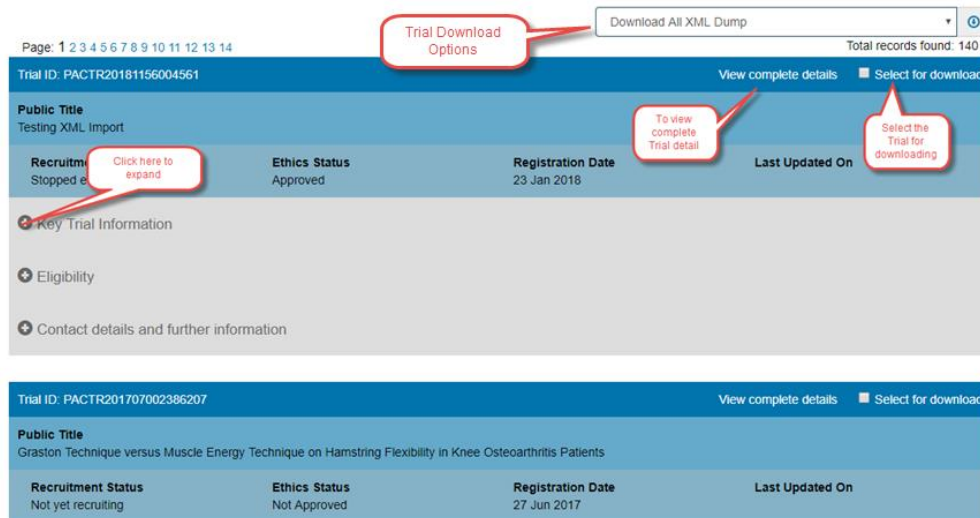 Download All XML Dump
Trial Download
Options
Page: 1 2 3 4 5 6 7 8 9 10 11 12 13 14
Total records found: 140
Trial ID: PACTR20181156004561
View complete details
Select for download
Public Title
Testing XML Import
To view
complete
Trial detail
Select the
Trial for
downloading
Click here to
expand
Ethics Status
Registration Date
Last Updated On
Stopped
Approved
23 Jan 2018
Key Trial Information
Eligibility
Contact details and further information
Trial ID: PACTR201707002386207
View complete details
Select for download
Public Title
Graston Technique versus Muscle Energy Technique on Hamstring Flexibility in Knee Osteoarthritis Patients
Recruitment Status
Ethics Status
Registration Date
Last Updated On
Not yet recruiting
Not Approved
27 Jun 2017